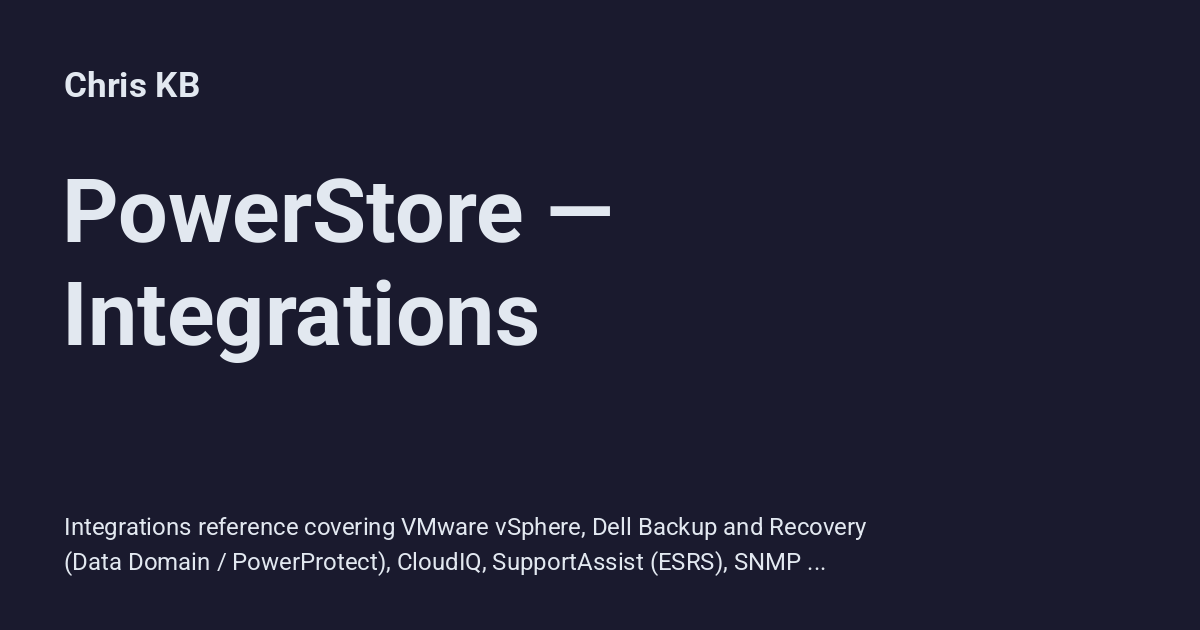 Chris KB
PowerStore —
Integrations
Integrations reference covering VMware vSphere, Dell Backup and Recovery
(Data Domain / PowerProtect), CloudIQ, SupportAssist (ESRS), SNMP ...